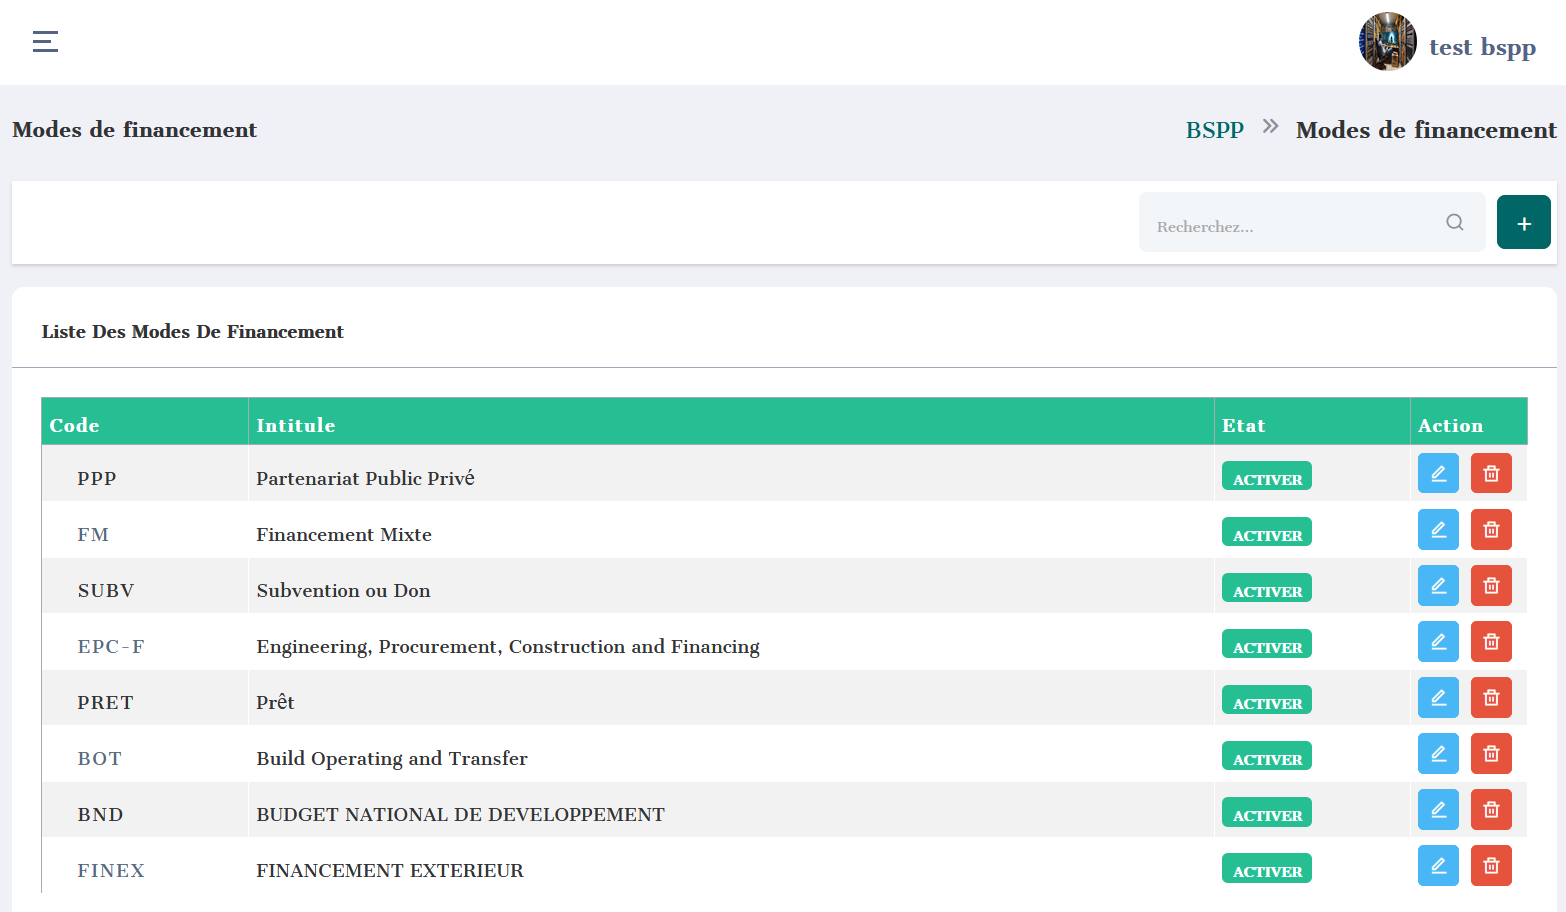 test bspp
Modes de financement
BSPP » Modes de financement
Recherchez...
+
Liste Des Modes De Financement
Code Intitule Etat Action
PPP Partenariat Public Privé ACTIVER
FM Financement Mixte ACTIVER
SUBV Subvention ou Don ACTIVER
EPC-F Engineering, Procurement, Construction and Financing ACTIVER
PRET Prêt ACTIVER
BOT Build Operating and Transfer ACTIVER
BND BUDGET NATIONAL DE DEVELOPPEMENT ACTIVER
FINEX FINANCEMENT EXTERIEUR ACTIVER